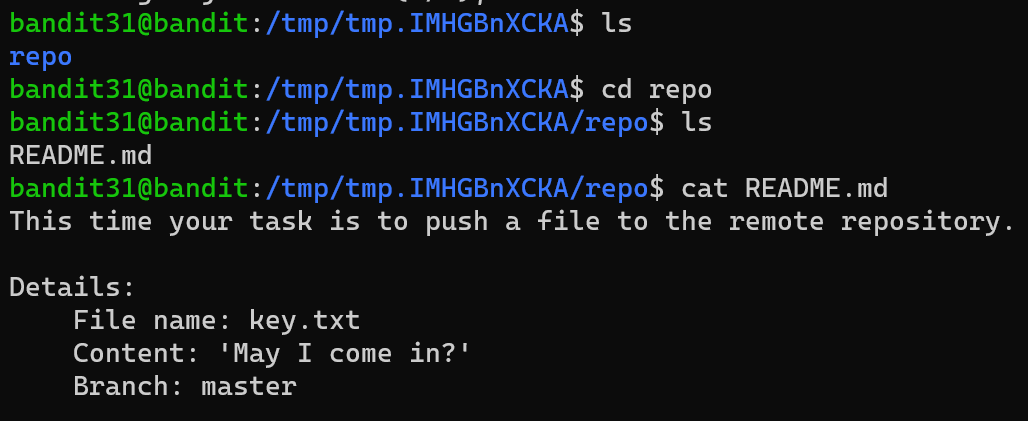 bandit31@bandit:/tmp/tmp.IMHGBnXCKA$ ls
repo
bandit31@bandit:/tmp/tmp.IMHGBnXCKA$ cd repo
bandit31@bandit:/tmp/tmp.IMHGBnXCKA/repo$ ls
README.md
bandit31@bandit:/tmp/tmp.IMHGBnXCKA/repo$ cat README.md
This time your task is to push a file to the remote repository.

Details:
    File name: key.txt
    Content: 'May I come in?'
    Branch: master